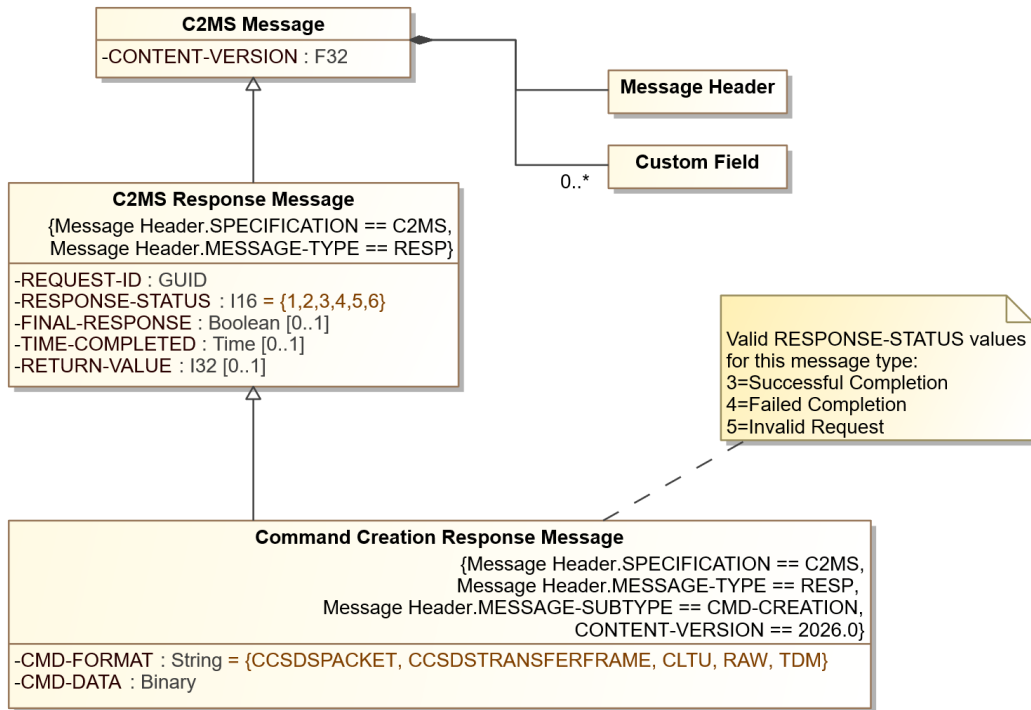 C2MS Message
-CONTENT-VERSION : F32
Message Header
Custom Field
0..*
C2MS Response Message
{Message Header.SPECIFICATION == C2MS,
Message Header.MESSAGE-TYPE == RESP}
-REQUEST-ID : GUID
-RESPONSE-STATUS : I16 = {1,2,3,4,5,6}
-FINAL-RESPONSE : Boolean [0..1]
-TIME-COMPLETED : Time [0..1]
-RETURN-VALUE : I32 [0..1]
Valid RESPONSE-STATUS values
for this message type:
3=Successful Completion
4=Failed Completion
5=Invalid Request
Command Creation Response Message
{Message Header.SPECIFICATION == C2MS,
Message Header.MESSAGE-TYPE == RESP,
Message Header.MESSAGE-SUBTYPE == CMD-CREATION,
CONTENT-VERSION == 2026.0}
-CMD-FORMAT : String = {CCSDSPACKET, CCSDSTRANSFERFRAME, CLTU, RAW, TDM}
-CMD-DATA : Binary